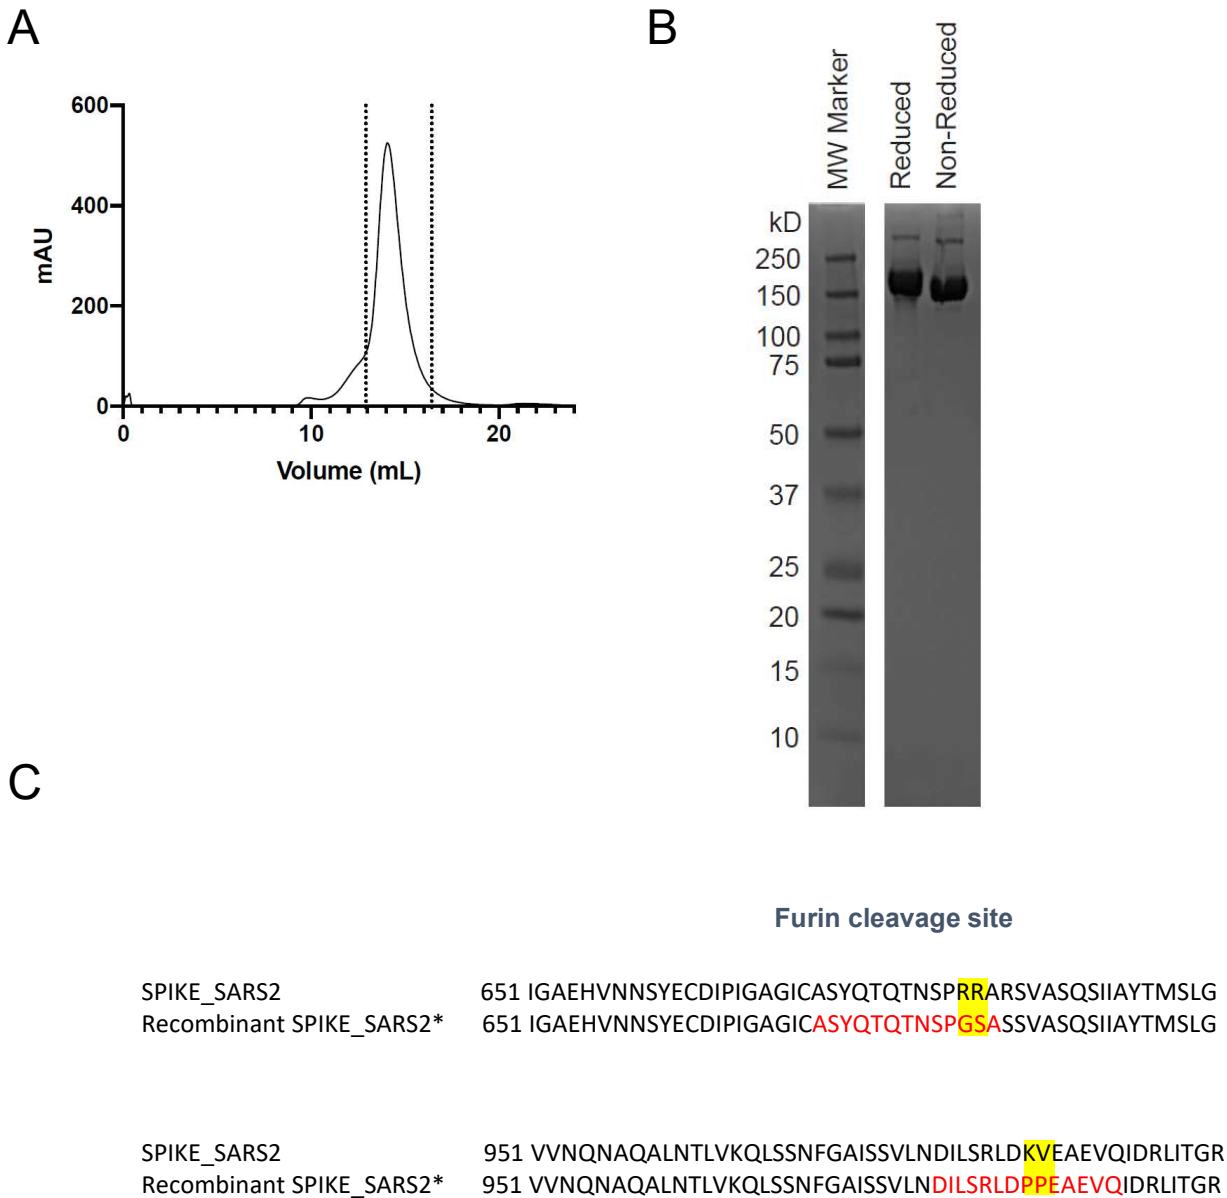 A
B
600
400
200
0
mAU
0
10
20
Volume (mL)
MW Marker
Reduced
Non-Reduced
kD
250
150
100
75
50
37
25
20
15
10
C
Furin cleavage site
SPIKE_SARS2 651 IGAEHVNNSYECDIPIGAGICASYQTQTNSPRRARSVASQSIIAYTMSLG
Recombinant SPIKE_SARS2* 651 IGAEHVNNSYECDIPIGAGICASYQTQTNSPGSASSVASQSIIAYTMSLG
SPIKE_SARS2 951 VVNQNAQALNTLVKQLSSNFGAISSVLNDILSRLDKVEAEVQIDRLITGR
Recombinant SPIKE_SARS2* 951 VVNQNAQALNTLVKQLSSNFGAISSVLNDILSRLDPPEAEVQIDRLITGR